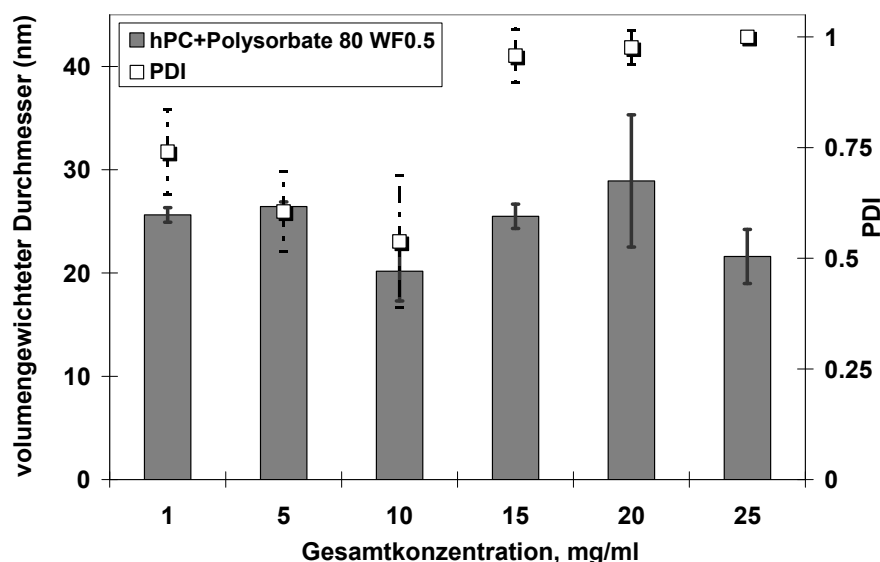 hPC+Polysorbate 80 WF0.5
PDI
volumengewichteter Durchmesser (nm)
40
30
20
10
0
1
0.75
0.5
0.25
0
PDI
1 5 10 15 20 25
Gesamtkonzentration, mg/ml